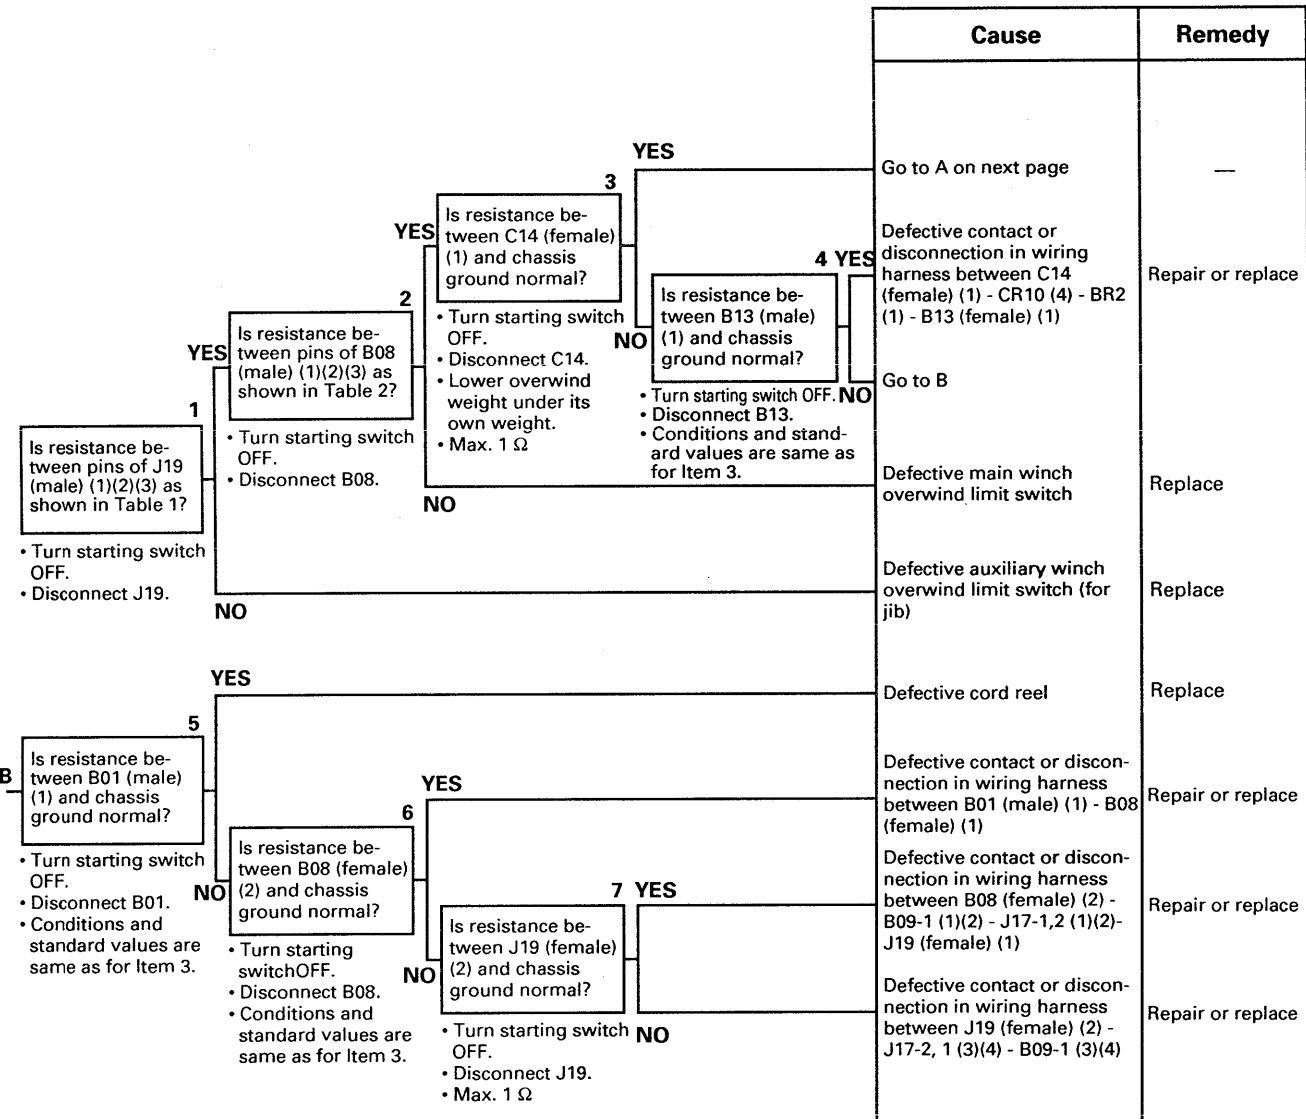 Cause
Remedy
YES
Go to A on next page
—
3
Is resistance be-
tween C14 (female)
(1) and chassis
ground normal?
YES
• Turn starting switch
OFF.
• Disconnect C14.
• Lower overwind
weight under its
own weight.
• Max. 1 Ω
4 YES
Defective contact or
disconnection in wiring
harness between C14
(female) (1) - CR10 (4) - BR2
(1) - B13 (female) (1)
Repair or replace
Is resistance be-
tween B13 (male)
(1) and chassis
ground normal?
NO
• Turn starting switch OFF.
• Disconnect B13.
• Conditions and stand-
ard values are same as
for Item 3.
NO
Go to B
2
Is resistance be-
tween pins of B08
(male) (1)(2)(3) as
shown in Table 2?
YES
• Turn starting switch
OFF.
• Disconnect B08.
NO
Defective main winch
overwind limit switch
Replace
1
Is resistance be-
tween pins of J19
(male) (1)(2)(3) as
shown in Table 1?
• Turn starting switch
OFF.
• Disconnect J19.
NO
Defective auxiliary winch
overwind limit switch (for
jib)
Replace
YES
Defective cord reel
Replace
5
B
Is resistance be-
tween B01 (male)
(1) and chassis
ground normal?
• Turn starting switch
OFF.
• Disconnect B01.
• Conditions and
standard values are
same as for Item 3.
NO
YES
Defective contact or discon-
nection in wiring harness
between B01 (male) (1) - B08
(female) (1)
Repair or replace
6
Is resistance be-
tween B08 (female)
(2) and chassis
ground normal?
• Turn starting
switchOFF.
• Disconnect B08.
• Conditions and
standard values are
same as for Item 3.
NO
7 YES
Defective contact or discon-
nection in wiring harness
between B08 (female) (2) -
B09-1 (1)(2) - J17-1,2 (1)(2)-
J19 (female) (1)
Repair or replace
Is resistance be-
tween J19 (female)
(2) and chassis
ground normal?
• Turn starting switch
OFF.
• Disconnect J19.
• Max. 1 Ω
NO
Defective contact or discon-
nection in wiring harness
between J19 (female) (2) -
J17-2, 1 (3)(4) - B09-1 (3)(4)
Repair or replace